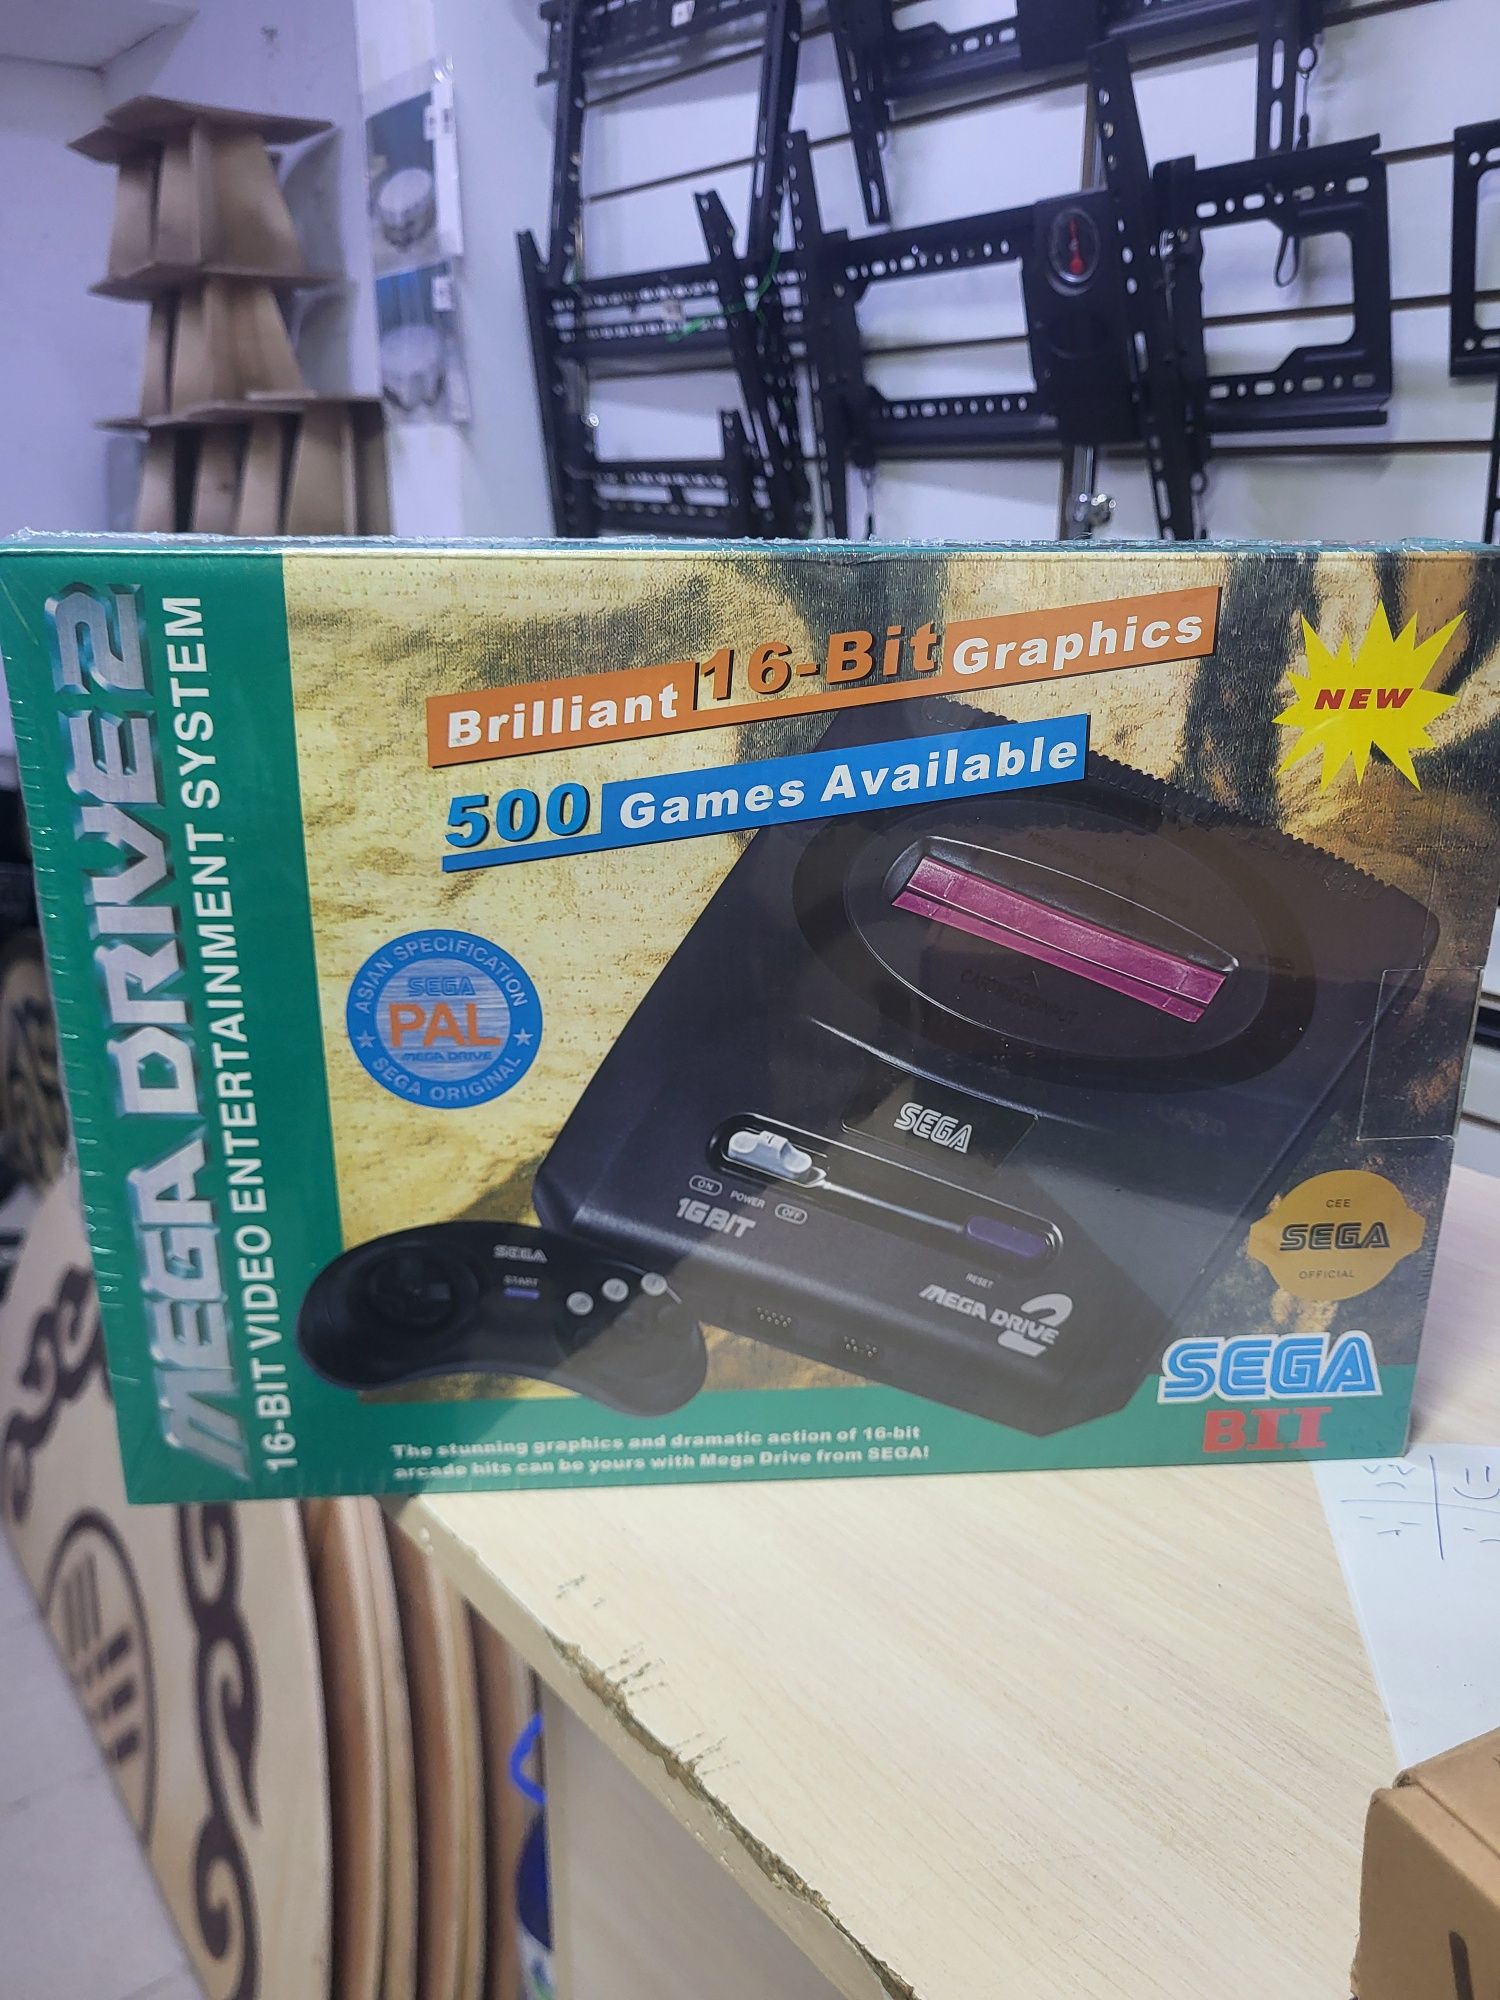 MEGA DRIVE 2
16-BIT VIDEO ENTERTAINMENT SYSTEM
Brilliant 16-Bit Graphics
500 Games Available
NEW
ASIAN SPECIFICATION
SEGA
PAL
MEGA DRIVE
SEGA ORIGINAL
SEGA
ON POWER OFF
16BIT
RESET
MEGA DRIVE 2
SEGA
START
CEE
SEGA
OFFICIAL
SEGA
BII
The stunning graphics and dramatic action of 16-bit
arcade hits can be yours with Mega Drive from SEGA!